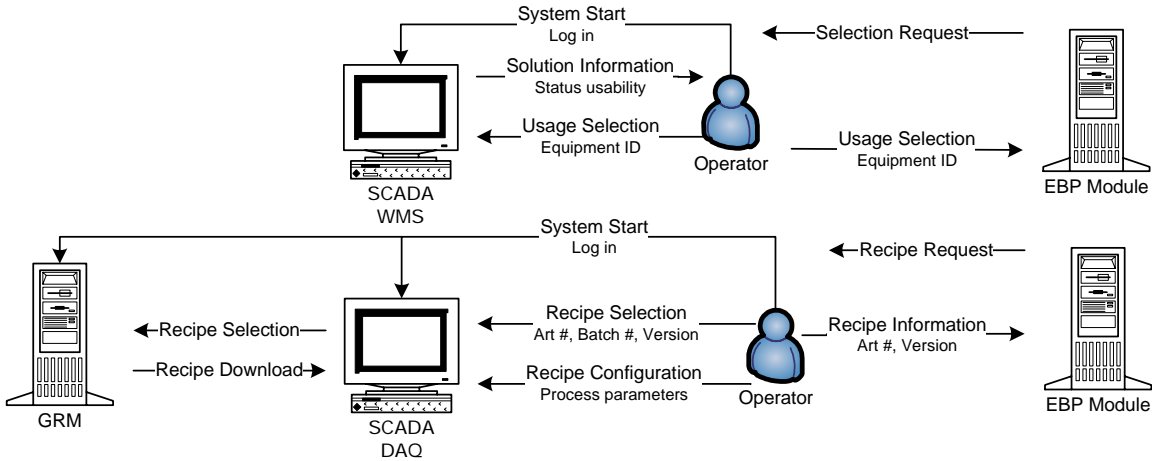 System Start
Log in
Selection Request
Solution Information
Status usability
Usage Selection
Equipment ID
Usage Selection
Equipment ID
Operator
EBP Module
SCADA
WMS
System Start
Log in
Recipe Request
Recipe Selection
Recipe Selection
Art #, Batch #, Version
Recipe Information
Art #, Version
Recipe Download
Recipe Configuration
Process parameters
Operator
EBP Module
GRM
SCADA
DAQ